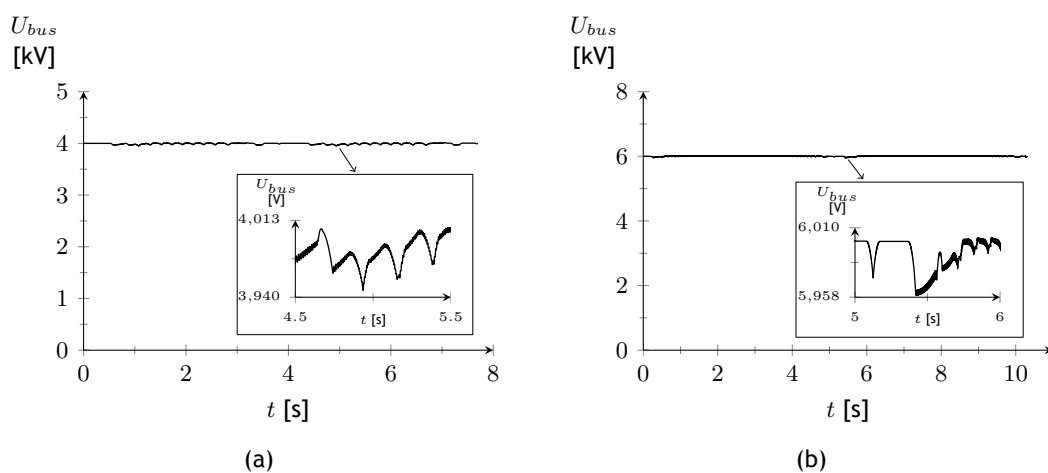 U_bus
[kV]
5
4
3
2
1
0
0 2 4 6 8
t [s]
U_bus
[V]
4,013
3,940
4.5 5.5
t [s]
(a)
U_bus
[kV]
8
6
4
2
0
0 2 4 6 8 10
t [s]
U_bus
[V]
6,010
5,958
5 6
t [s]
(b)